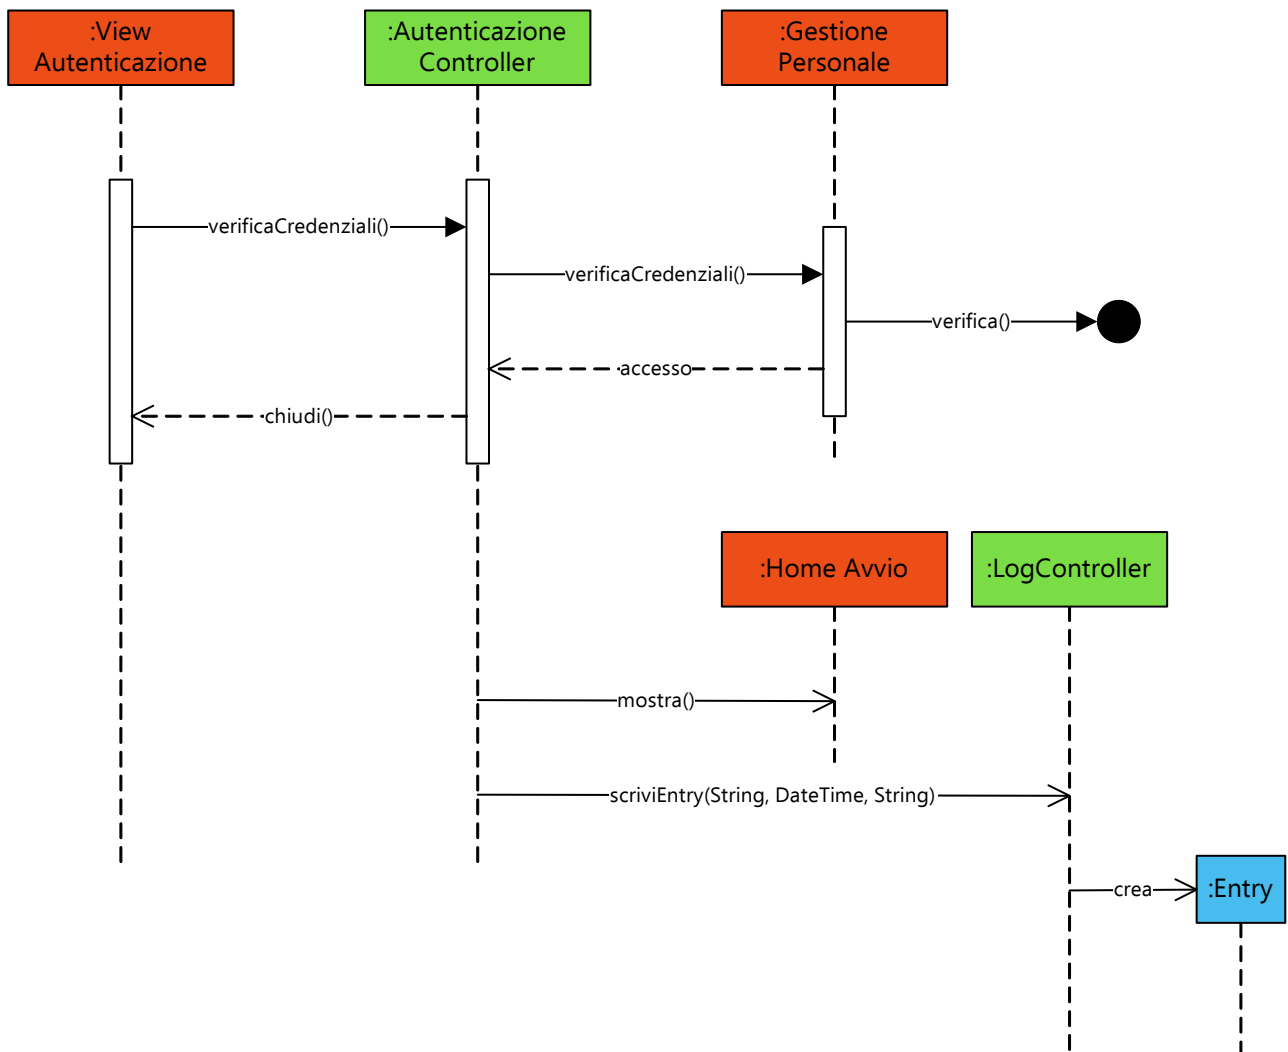 :View
Autenticazione
:Autenticazione
Controller
:Gestione
Personale
verificaCredenziali()
verificaCredenziali()
verifica()
accesso
chiudi()
:Home Avvio
:LogController
mostra()
scriviEntry(String, DateTime, String)
crea
:Entry